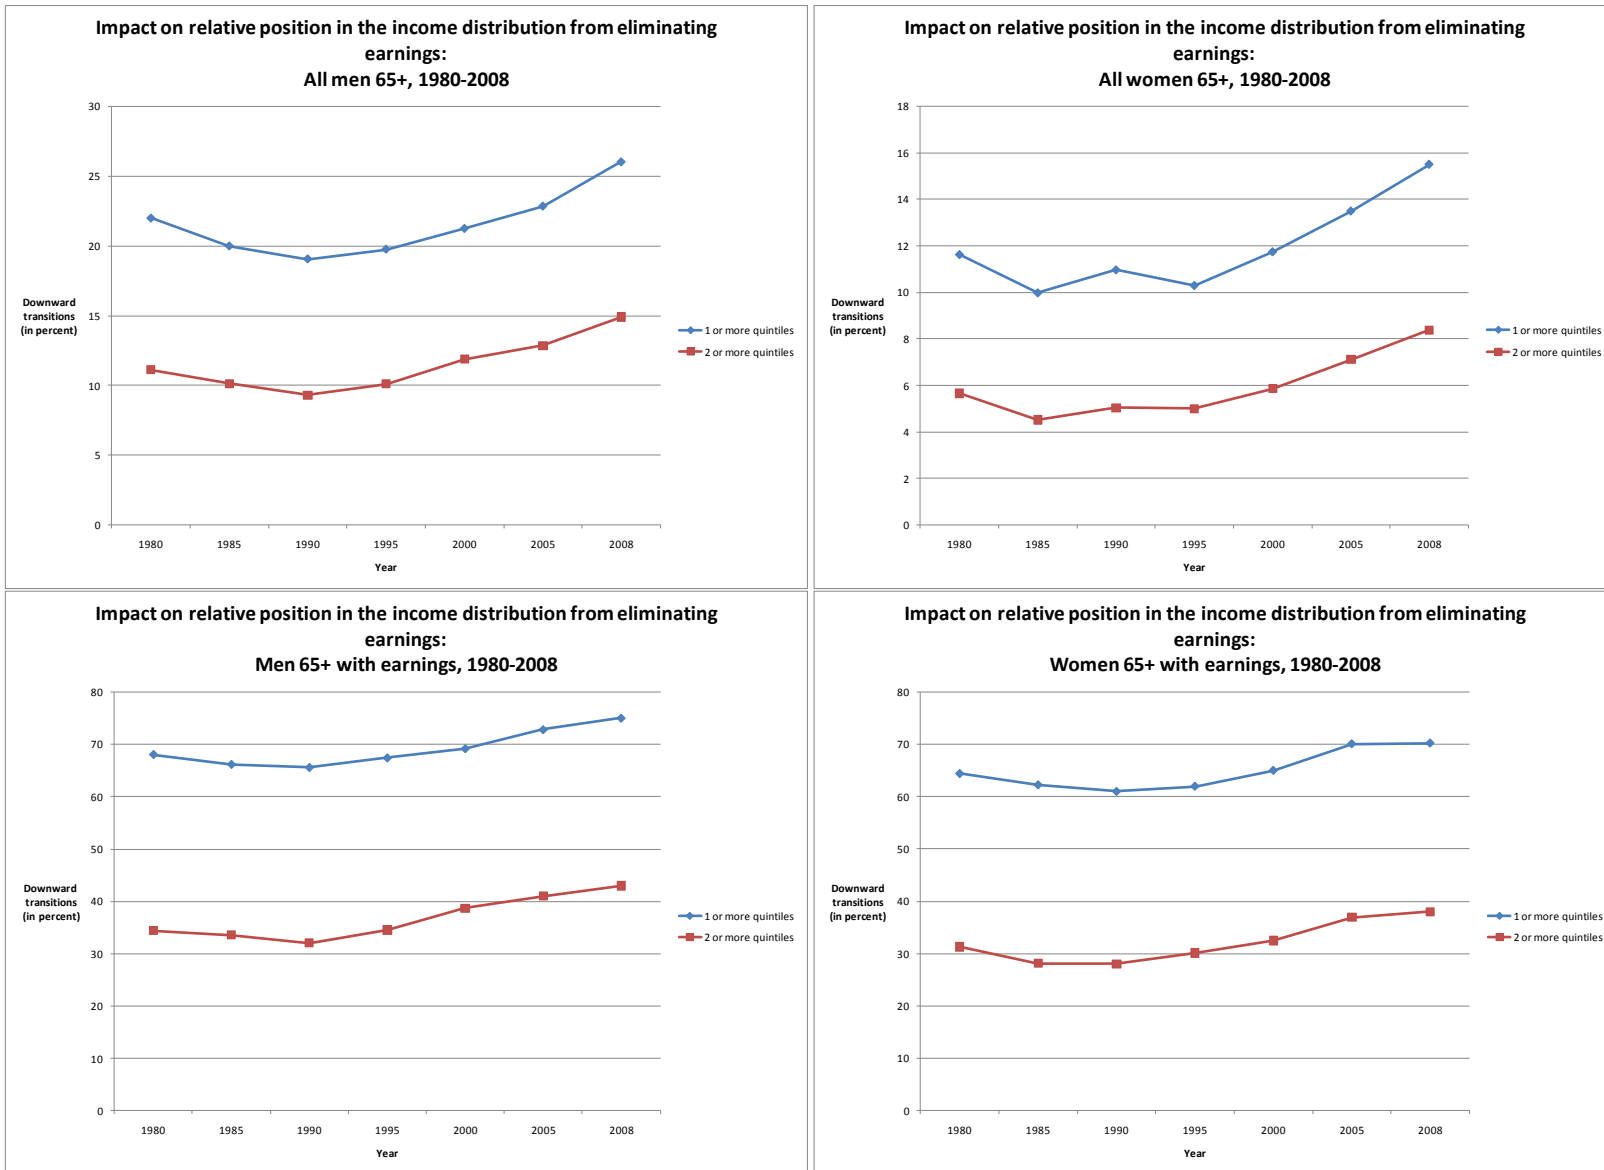 Impact on relative position in the income distribution from eliminating
earnings:
All men 65+, 1980-2008
30
25
20
15
10
5
0
Downward
transitions
(in percent)
1 or more quintiles
2 or more quintiles
1980 1985 1990 1995 2000 2005 2008
Year
Impact on relative position in the income distribution from eliminating
earnings:
All women 65+, 1980-2008
18
16
14
12
10
8
6
4
2
0
Downward
transitions
(in percent)
1 or more quintiles
2 or more quintiles
1980 1985 1990 1995 2000 2005 2008
Year
Impact on relative position in the income distribution from eliminating
earnings:
Men 65+ with earnings, 1980-2008
80
70
60
50
40
30
20
10
0
Downward
transitions
(in percent)
1 or more quintiles
2 or more quintiles
1980 1985 1990 1995 2000 2005 2008
Year
Impact on relative position in the income distribution from eliminating
earnings:
Women 65+ with earnings, 1980-2008
80
70
60
50
40
30
20
10
0
Downward
transitions
(in percent)
1 or more quintiles
2 or more quintiles
1980 1985 1990 1995 2000 2005 2008
Year